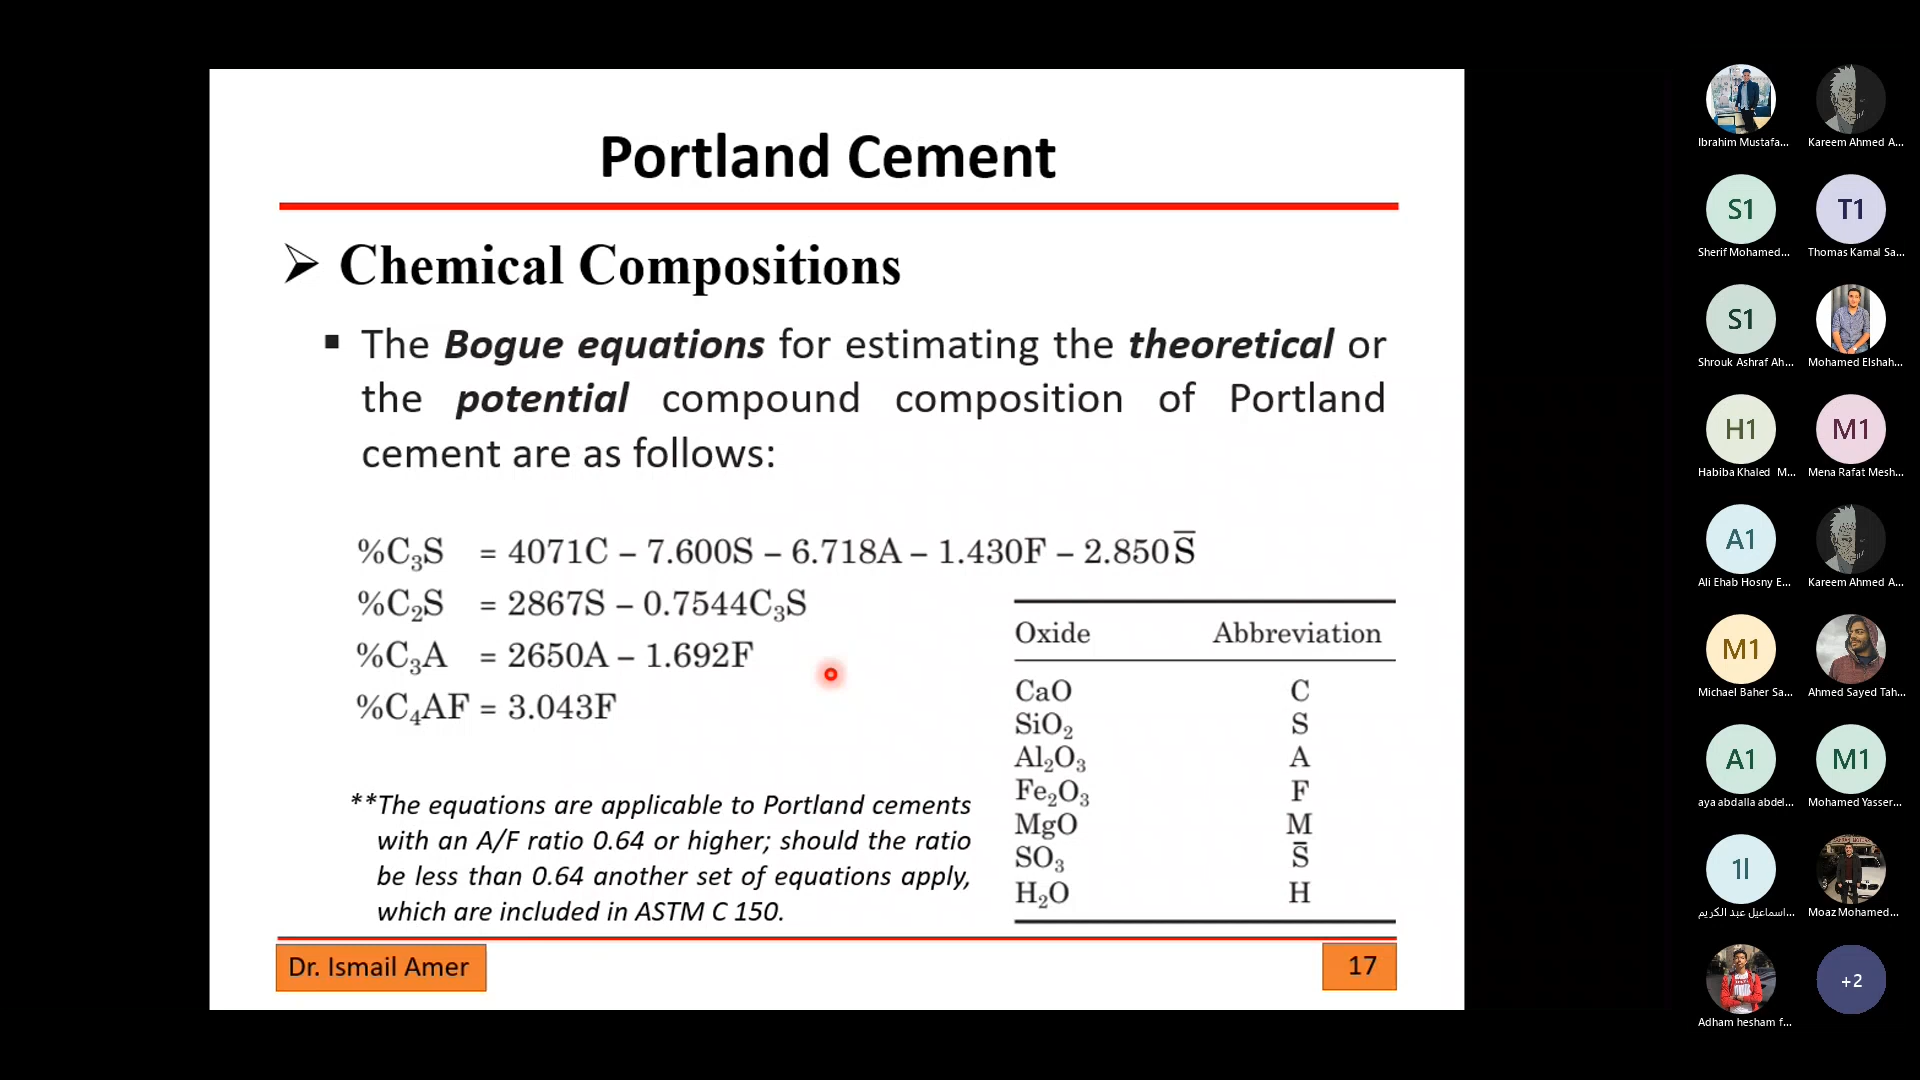 Portland Cement
➢ Chemical Compositions
▪ The Bogue equations for estimating the theoretical or
the potential compound composition of Portland
cement are as follows:
%C₃S = 4071C – 7.600S – 6.718A – 1.430F – 2.850S̅
%C₂S = 2867S – 0.7544C₃S
%C₃A = 2650A – 1.692F
%C₄AF = 3.043F
**The equations are applicable to Portland cements
with an A/F ratio 0.64 or higher; should the ratio
be less than 0.64 another set of equations apply,
which are included in ASTM C 150.
Oxide Abbreviation
CaO C
SiO₂ S
Al₂O₃ A
Fe₂O₃ F
MgO M
SO₃ S̅
H₂O H
Dr. Ismail Amer
17
Ibrahim Mustafa... Kareem Ahmed A...
S1 T1
Sherif Mohamed... Thomas Kamal Sa...
S1
Shrouk Ashraf Ah... Mohamed Elshah...
H1 M1
Habiba Khaled M... Mena Rafat Mesh...
A1
Ali Ehab Hosny E... Kareem Ahmed A...
M1
Michael Baher Sa... Ahmed Sayed Tah...
A1 M1
aya abdalla abdel... Mohamed Yasser...
1ا
اسماعيل عبد الكريم... Moaz Mohamed...
+2
Adham hesham f...